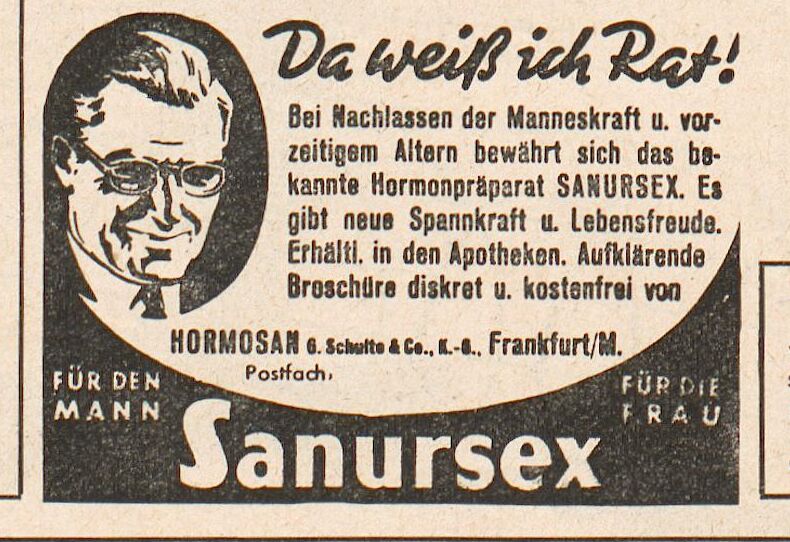 Da weiß ich Rat!
Bei Nachlassen der Manneskraft u. vor-
zeitigem Altern bewährt sich das be-
kannte Hormonpräparat SANURSEX. Es
gibt neue Spannkraft u. Lebensfreude.
Erhältl. in den Apotheken. Aufklärende
Broschüre diskret u. kostenfrei von
HORMOSAN G. Schulte & Co., K.-G., Frankfurt/M.
Postfach,
FÜR DEN
MANN
FÜR DIE
FRAU
Sanursex